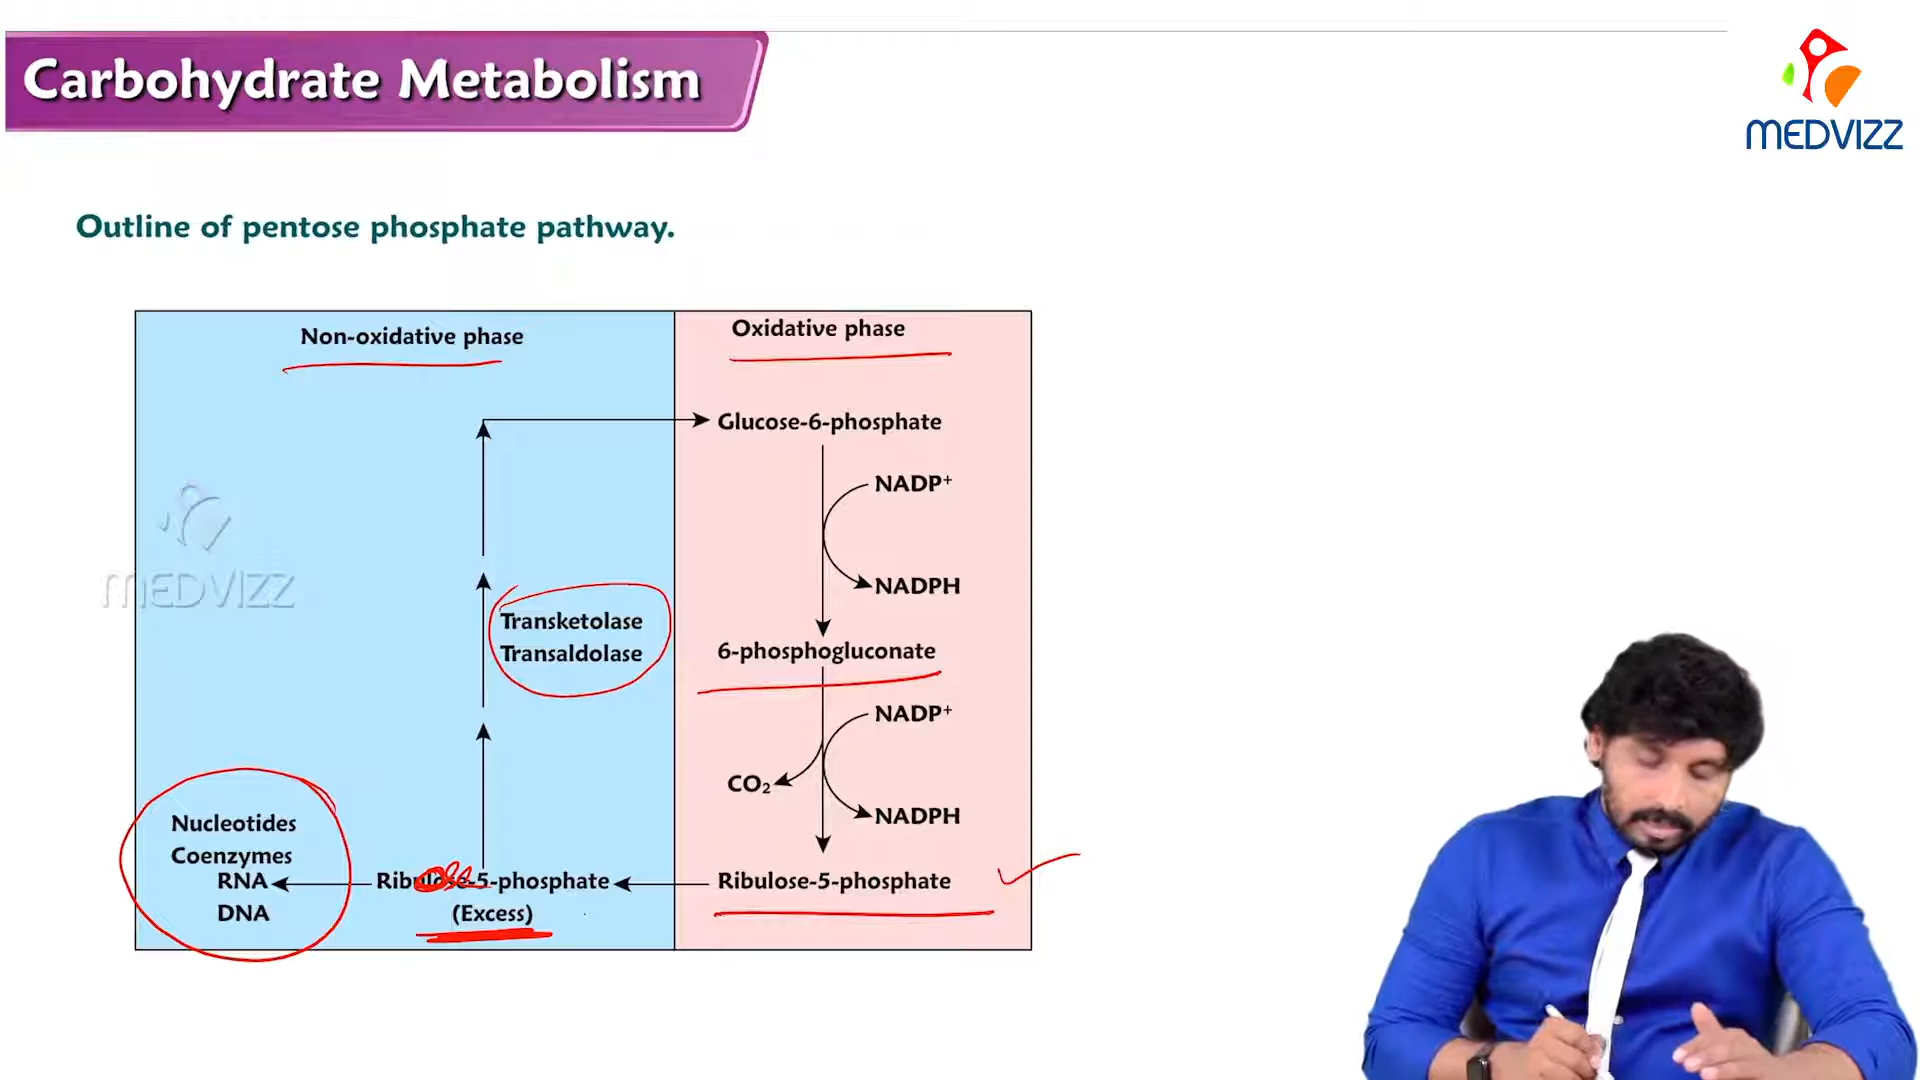 Carbohydrate Metabolism
MEDVIZZ
Outline of pentose phosphate pathway.
Non-oxidative phase
Oxidative phase
Glucose-6-phosphate
NADP⁺
NADPH
MEDVIZZ
Transketolase
Transaldolase
6-phosphogluconate
NADP⁺
CO₂
NADPH
Nucleotides
Coenzymes
RNA
DNA
Ribulose-5-phosphate
(Excess)
Ribulose-5-phosphate